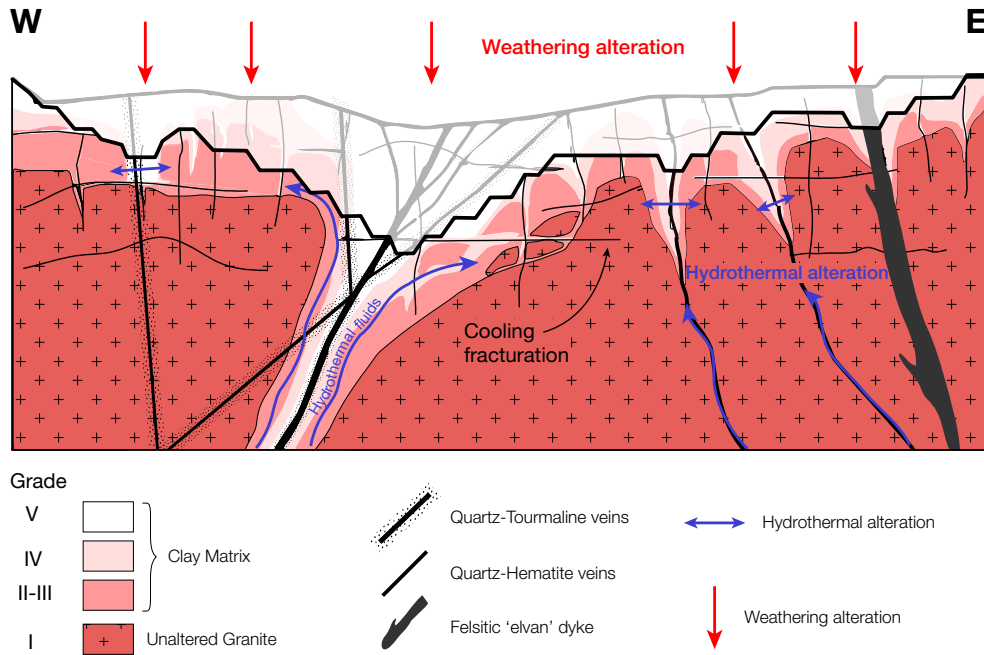 W
E
Weathering alteration
Hydrothermal alteration
Hydrothermal fluids
Cooling
fracturation
Grade
V
IV
II-III
I
Clay Matrix
Unaltered Granite
Quartz-Tourmaline veins
Quartz-Hematite veins
Felsitic ‘elvan’ dyke
Hydrothermal alteration
Weathering alteration